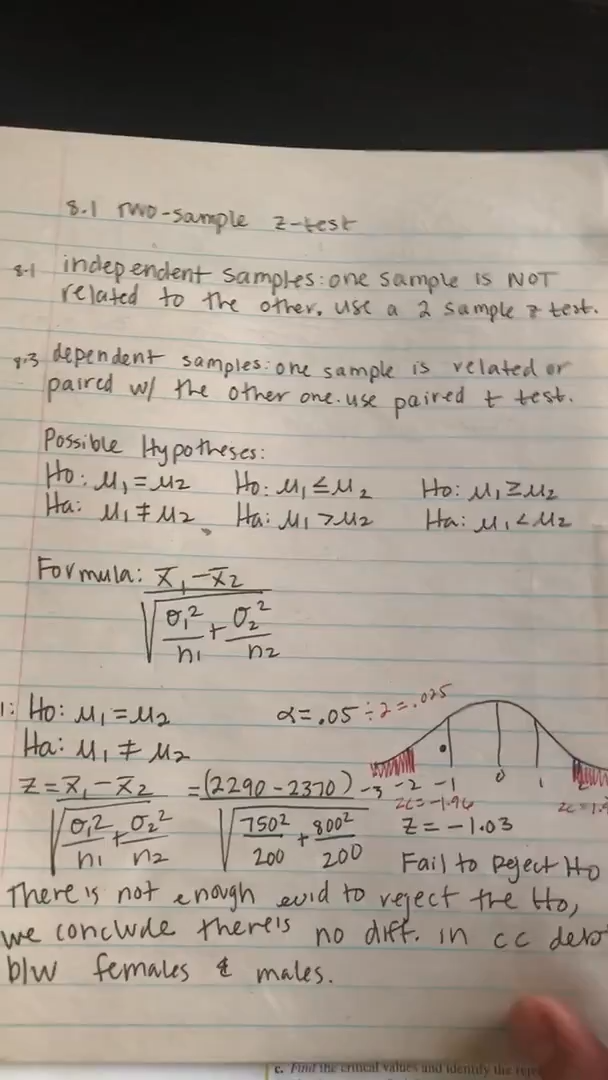 8.1 Two-sample z-test
8.1 independent samples: one sample is NOT
related to the other. use a 2 sample z test.
8.3 dependent samples: one sample is related or
paired w/ the other one. use paired t test.
Possible Hypotheses:
Ho: μ₁ = μ₂ Ho: μ₁ ≤ μ₂ Ho: μ₁ ≥ μ₂
Ha: μ₁ ≠ μ₂ Ha: μ₁ > μ₂ Ha: μ₁ < μ₂
Formula: x̄₁ - x̄₂
√ σ₁²/n₁ + σ₂²/n₂
1: Ho: μ₁ = μ₂ α = .05 ÷ 2 = .025
Ha: μ₁ ≠ μ₂
-3 -2 -1 0 1
zc = -1.96
z = x̄₁ - x̄₂ = (2290 - 2370)
√ σ₁²/n₁ + σ₂²/n₂ √ 750²/200 + 800²/200
z = -1.03
Fail to Reject Ho
There is not enough evid to reject the Ho,
we conclude there is no diff. in cc
b/w females & males.
c. Find the critical values and identify the